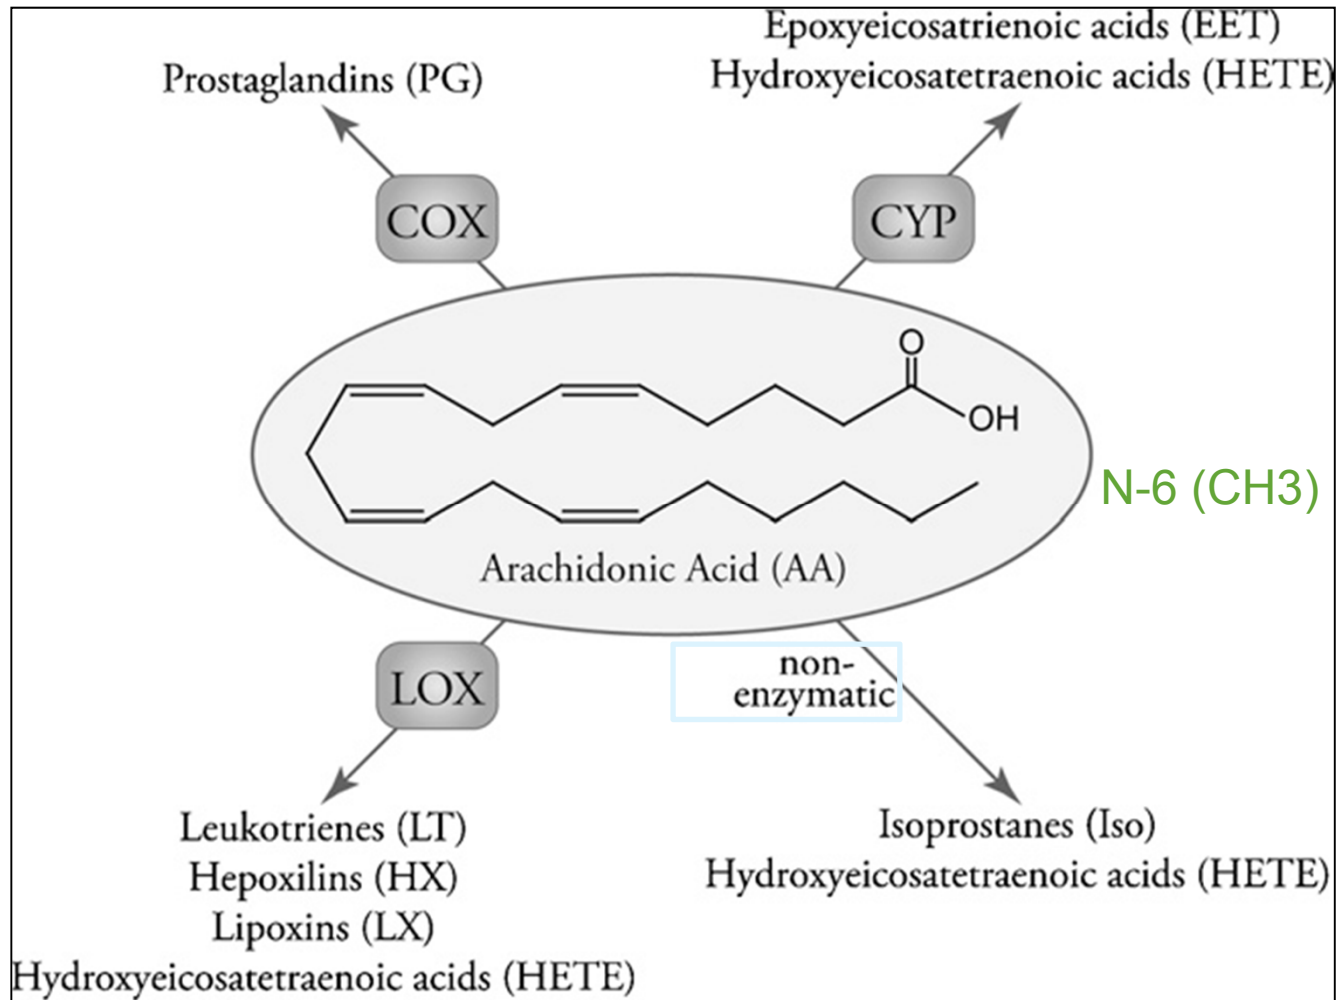 Epoxyeicosatrienoic acids (EET)
Hydroxyeicosatetraenoic acids (HETE)
Prostaglandins (PG)
COX
CYP
O
OH
N-6 (CH3)
Arachidonic Acid (AA)
LOX
non-
enzymatic
Leukotrienes (LT)
Hepoxilins (HX)
Lipoxins (LX)
Hydroxyeicosatetraenoic acids (HETE)
Isoprostanes (Iso)
Hydroxyeicosatetraenoic acids (HETE)